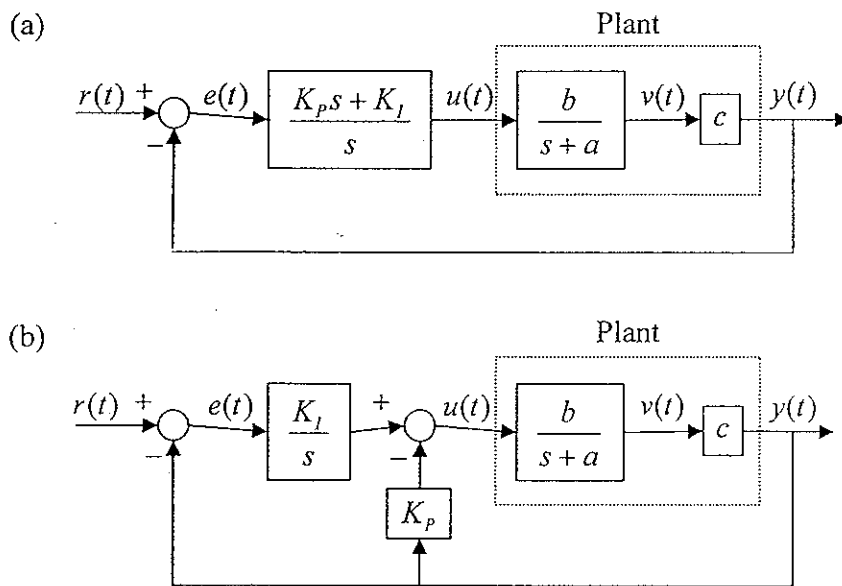 (a)
Plant
r(t) + e(t) K_P s + K_I / s u(t) b / s + a v(t) c y(t)
−
(b)
Plant
r(t) + e(t) K_I / s + u(t) b / s + a v(t) c y(t)
− −
K_P